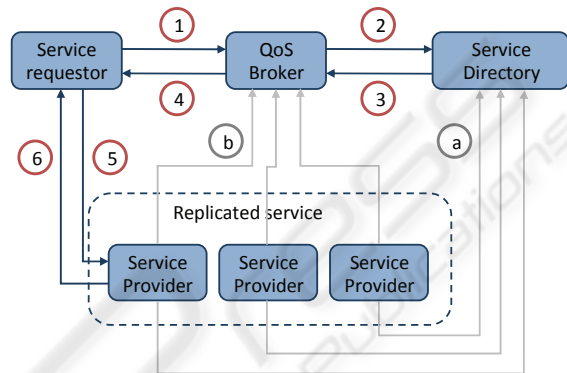 1
2
Service
requestor
QoS
Broker
Service
Directory
4
3
b
a
6
5
Replicated service
Service
Provider
Service
Provider
Service
Provider
Publications